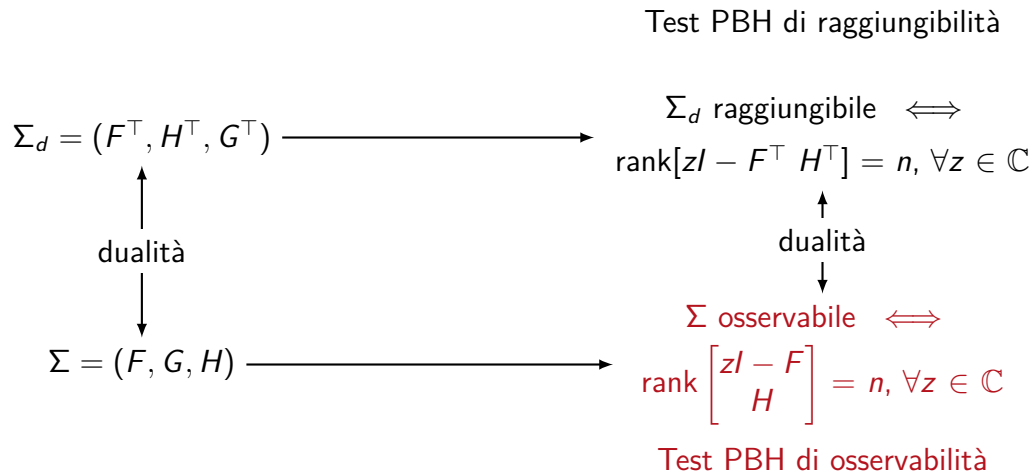 Test PBH di raggiungibilità
Σ_d raggiungibile ⟺
Σ_d = (F^⊤, H^⊤, G^⊤)
rank[zI − F^⊤ H^⊤] = n, ∀z ∈ ℂ
dualità
dualità
Σ osservabile ⟺
Σ = (F, G, H)
rank [zI − F
H] = n, ∀z ∈ ℂ
Test PBH di osservabilità